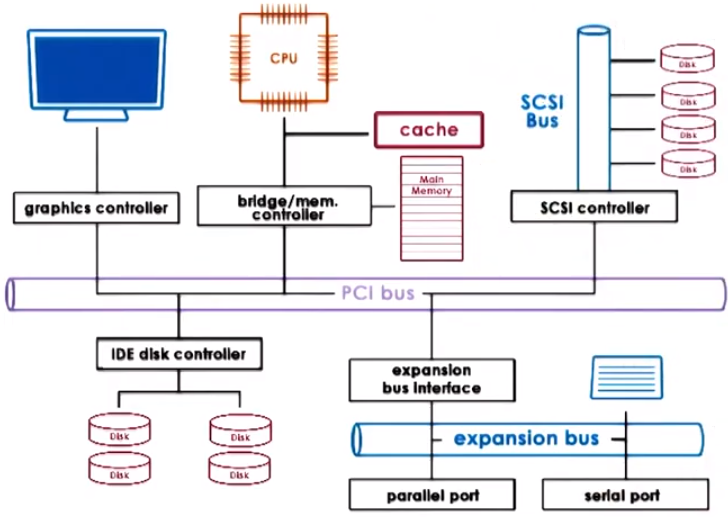 CPU
SCSI
Bus
Disk
Disk
Disk
Disk
cache
Main
Memory
graphics controller
bridge/mem.
controller
SCSI controller
PCI bus
IDE disk controller
expansion
bus interface
Disk
Disk
Disk
Disk
expansion bus
parallel port
serial port